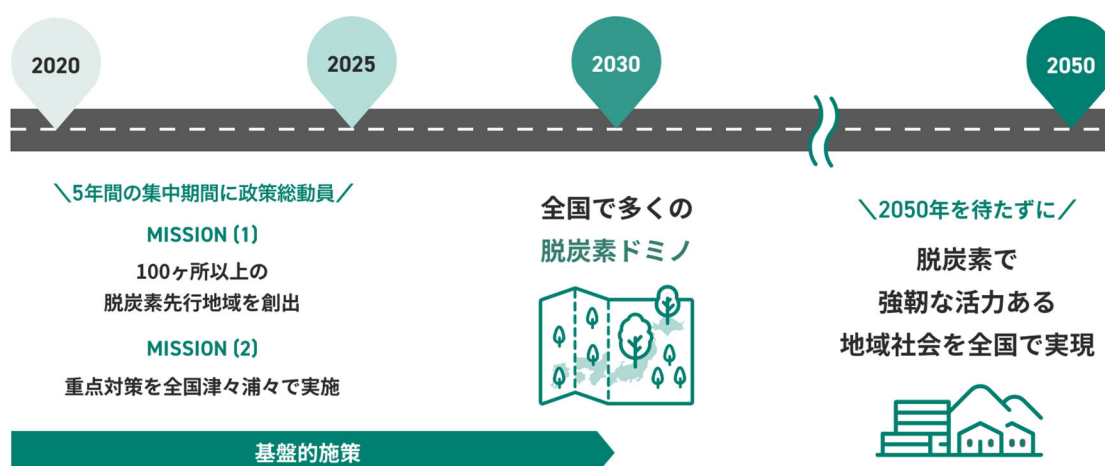 2020
2025
2030
2050
＼5年間の集中期間に政策総動員／
MISSION (1)
100ヶ所以上の
脱炭素先行地域を創出
MISSION (2)
重点対策を全国津々浦々で実施
基盤的施策
全国で多くの
脱炭素ドミノ
＼2050年を待たずに／
脱炭素で
強靭な活力ある
地域社会を全国で実現